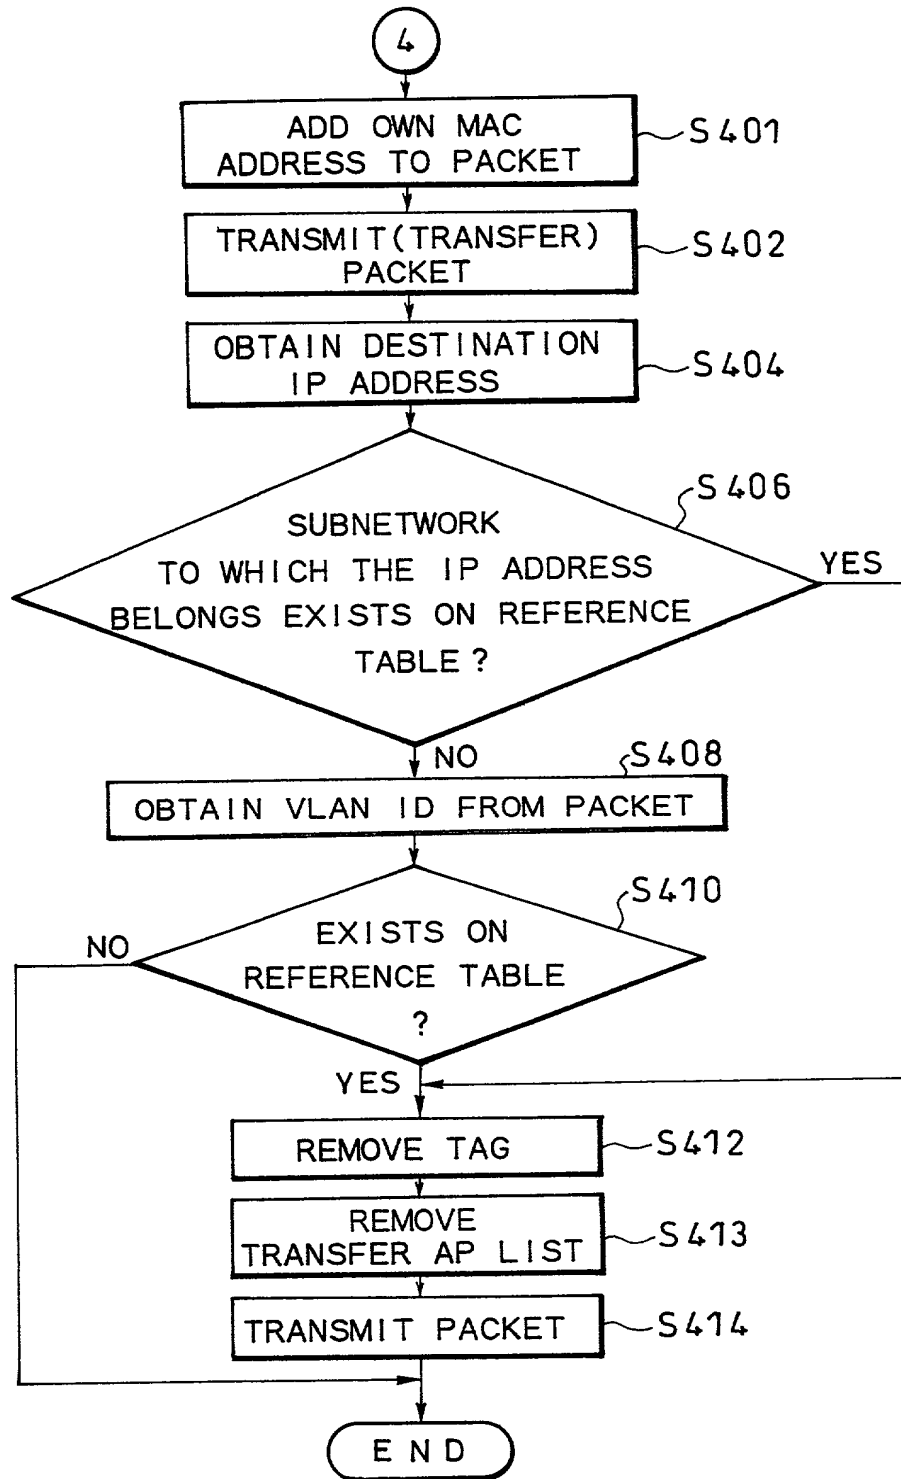 4
ADD OWN MAC
ADDRESS TO PACKET
S401
TRANSMIT(TRANSFER)
PACKET
S402
OBTAIN DESTINATION
IP ADDRESS
S404
S406
SUBNETWORK
TO WHICH THE IP ADDRESS
BELONGS EXISTS ON REFERENCE
TABLE ?
YES
NO
S408
OBTAIN VLAN ID FROM PACKET
S410
EXISTS ON
REFERENCE TABLE
?
NO
YES
REMOVE TAG
S412
REMOVE
TRANSFER AP LIST
S413
TRANSMIT PACKET
S414
END